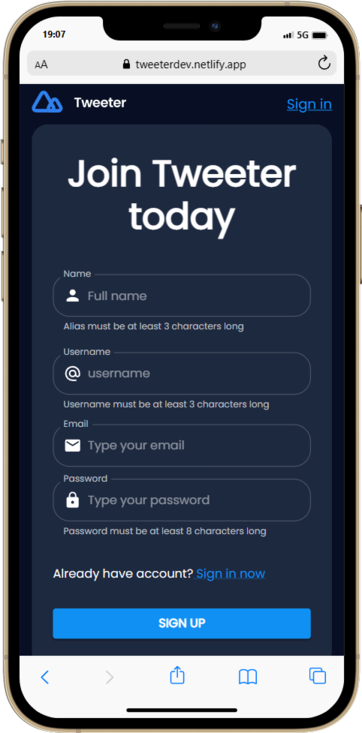 19:07
5G
AA tweeterdev.netlify.app
Tweeter Sign in
Join Tweeter
today
Name
Full name
Alias must be at least 3 characters long
Username
username
Username must be at least 3 characters long
Email
Type your email
Password
Type your password
Password must be at least 8 characters long
Already have account? Sign in now
SIGN UP